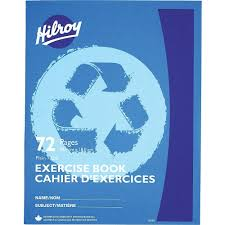 Hilroy
72 Pages
EXERCISE BOOK
CAHIER D'EXERCICES
NAME/NOM
SUBJECT/MATIÈRE